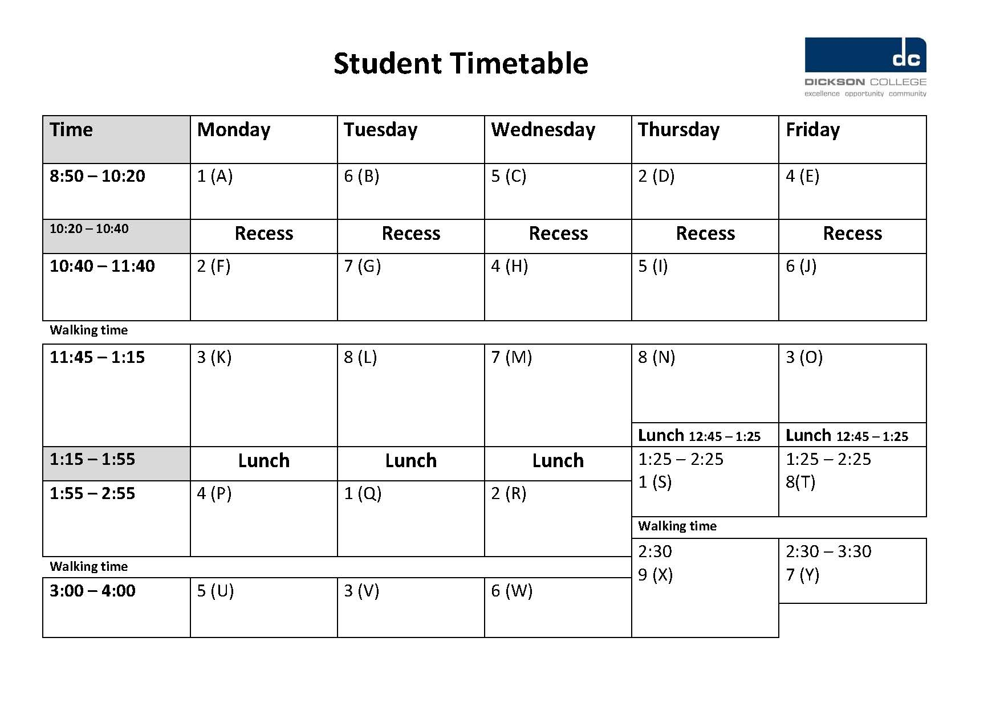 Student Timetable
dc
DICKSON COLLEGE
excellence opportunity community
Time Monday Tuesday Wednesday Thursday Friday
8:50 – 10:20 1 (A) 6 (B) 5 (C) 2 (D) 4 (E)
10:20 – 10:40 Recess Recess Recess Recess Recess
10:40 – 11:40 2 (F) 7 (G) 4 (H) 5 (I) 6 (J)
Walking time
11:45 – 1:15 3 (K) 8 (L) 7 (M) 8 (N) 3 (O)
Lunch 12:45 – 1:25 Lunch 12:45 – 1:25
1:15 – 1:55 Lunch Lunch Lunch 1:25 – 2:25 1:25 – 2:25
1 (S) 8(T)
1:55 – 2:55 4 (P) 1 (Q) 2 (R)
Walking time
2:30 2:30 – 3:30
Walking time
9 (X) 7 (Y)
3:00 – 4:00 5 (U) 3 (V) 6 (W)